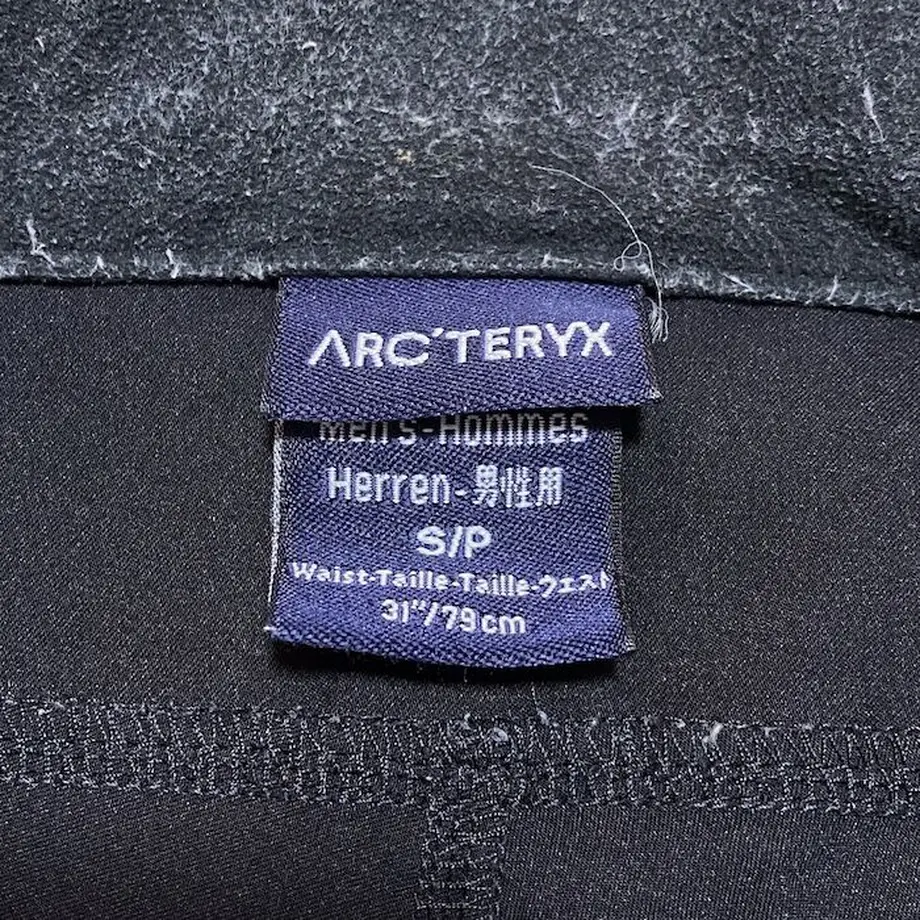 ARC'TERYX
Men's-Hommes
Herren-男性用
S/P
Waist-Taille-Taille-ウエスト
31"/79cm